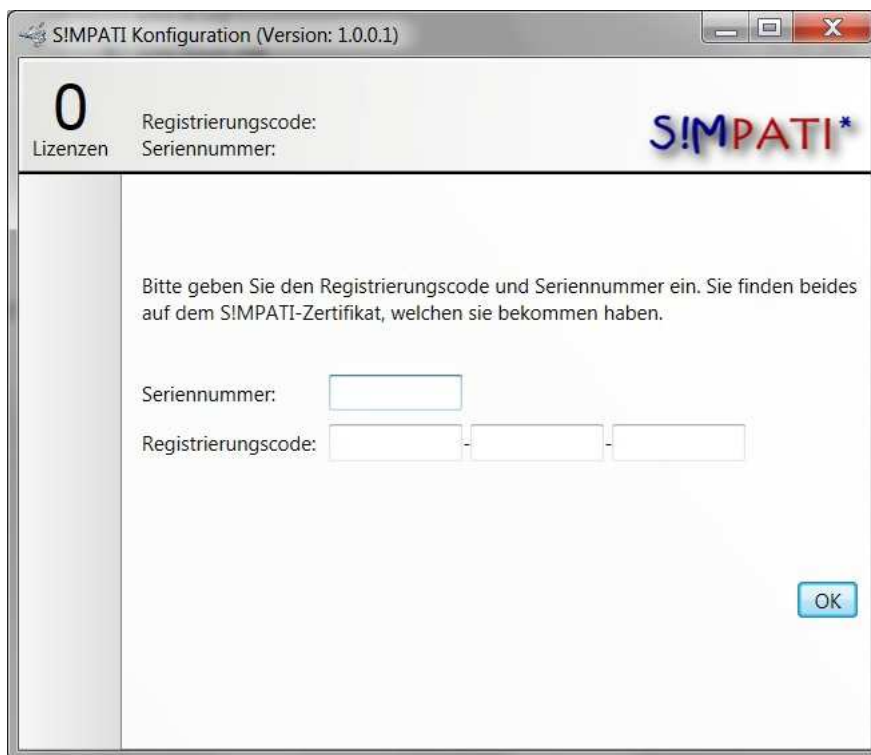 S!MPATI Konfiguration (Version: 1.0.0.1)
0
Lizenzen
Registrierungscode:
Seriennummer:
S!MPATI*
Bitte geben Sie den Registrierungscode und Seriennummer ein. Sie finden beides
auf dem S!MPATI-Zertifikat, welchen sie bekommen haben.
Seriennummer:
Registrierungscode: - -
OK